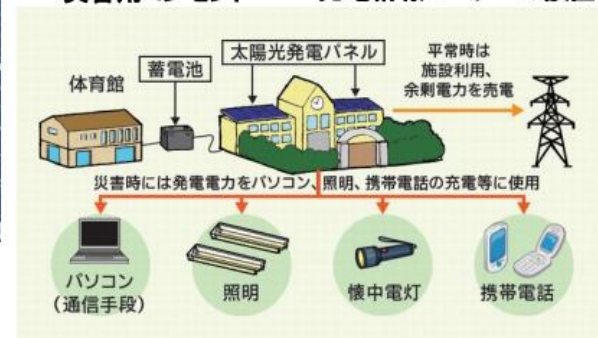 太陽光発電パネル
平常時は
施設利用、
余剰電力を売電
蓄電池
体育館
災害時には発電電力をパソコン、照明、携帯電話の充電等に使用
パソコン
(通信手段)
照明
懐中電灯
携帯電話